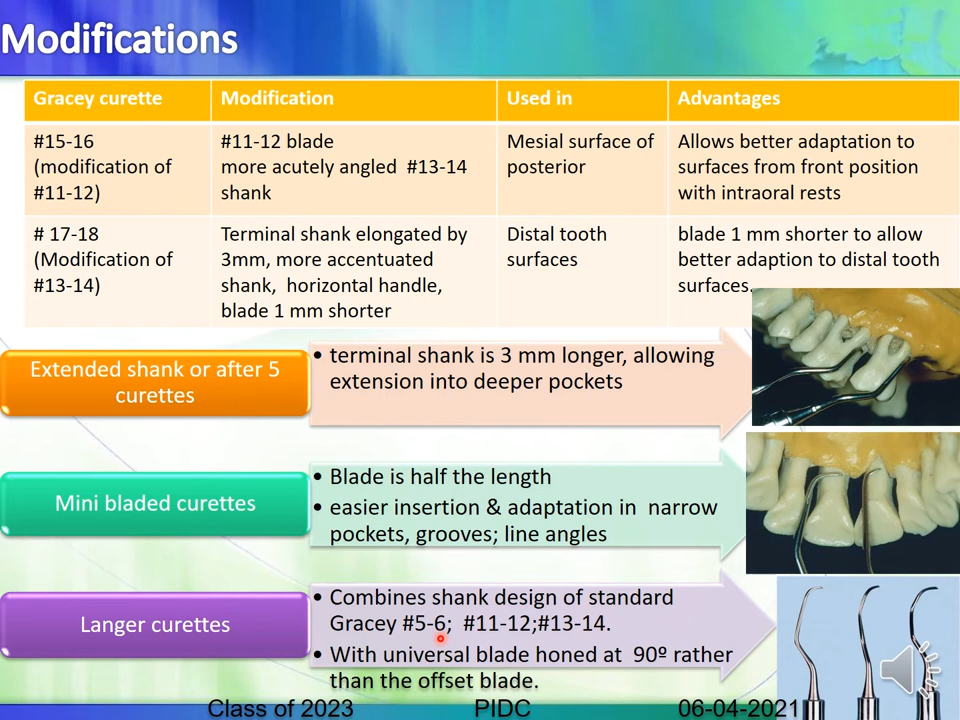 Modifications
Gracey curette
Modification
Used in
Advantages
#15-16
(modification of
#11-12)
#11-12 blade
more acutely angled #13-14
shank
Mesial surface of
posterior
Allows better adaptation to
surfaces from front position
with intraoral rests
# 17-18
(Modification of
#13-14)
Terminal shank elongated by
3mm, more accentuated
shank, horizontal handle,
blade 1 mm shorter
Distal tooth
surfaces
blade 1 mm shorter to allow
better adaption to distal tooth
surfaces.
Extended shank or after 5
curettes
• terminal shank is 3 mm longer, allowing
extension into deeper pockets
Mini bladed curettes
• Blade is half the length
• easier insertion & adaptation in narrow
pockets, grooves; line angles
Langer curettes
• Combines shank design of standard
Gracey #5-6; #11-12;#13-14.
• With universal blade honed at 90º rather
than the offset blade.
Class of 2023
PIDC
06-04-2021